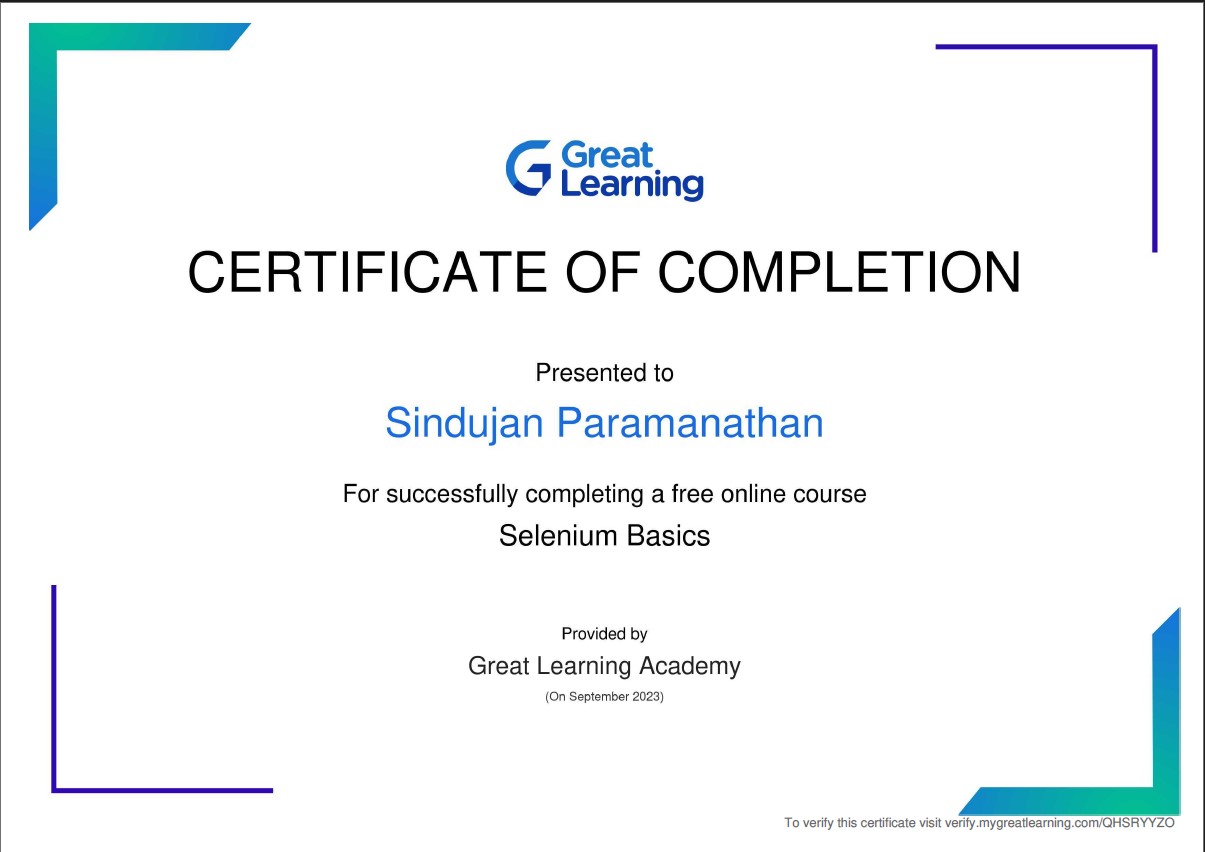 Great
Learning
CERTIFICATE OF COMPLETION
Presented to
Sindujan Paramanathan
For successfully completing a free online course
Selenium Basics
Provided by
Great Learning Academy
(On September 2023)
To verify this certificate visit verify.mygreatlearning.com/QHSRYYZO